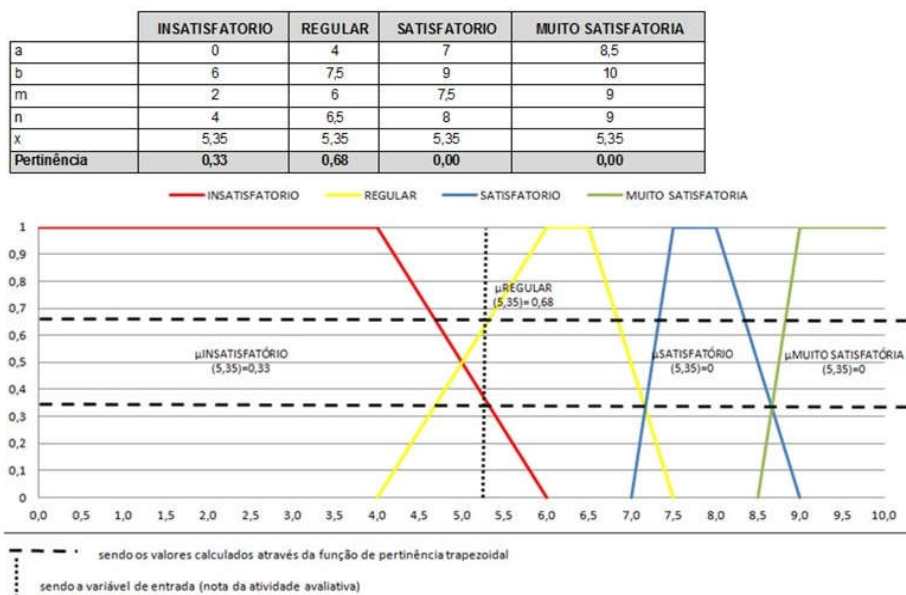 INSATISFATORIO REGULAR SATISFATORIO MUITO SATISFATORIA
a 0 4 7 8,5
b 6 7,5 9 10
m 2 6 7,5 9
n 4 6,5 8 9
x 5,35 5,35 5,35 5,35
Pertinência 0,33 0,68 0,00 0,00
INSATISFATORIO REGULAR SATISFATORIO MUITO SATISFATORIA
1
0,9
0,8
0,7
0,6
0,5
0,4
0,3
0,2
0,1
0
µREGULAR
(5,35)= 0,68
µINSATISFATÓRIO
(5,35)=0,33
µSATISFATÓRIO
(5,35)=0
µMUITO SATISFATÓRIA
(5,35)=0
0,0 0,5 1,0 1,5 2,0 2,5 3,0 3,5 4,0 4,5 5,0 5,5 6,0 6,5 7,0 7,5 8,0 8,5 9,0 9,5 10,0
sendo os valores calculados através da função de pertinência trapezoidal
sendo a variável de entrada (nota da atividade avaliativa)